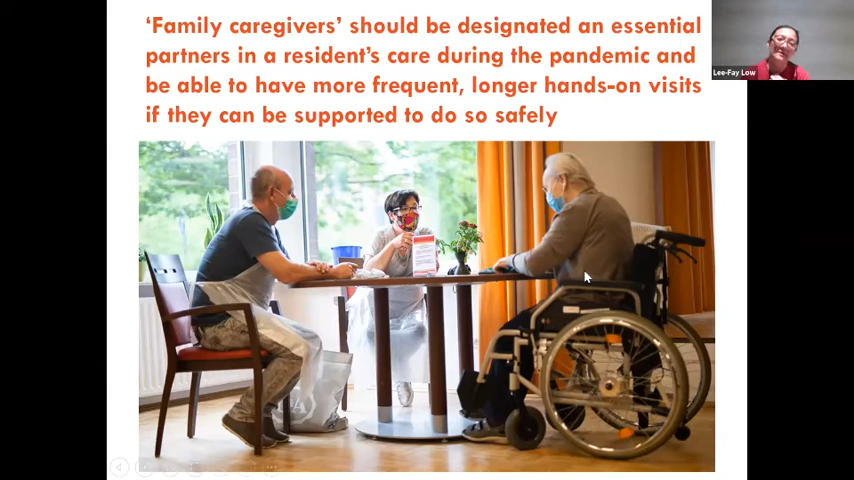 ‘Family caregivers’ should be designated an essential
partners in a resident’s care during the pandemic and
be able to have more frequent, longer hands-on visits
if they can be supported to do so safely
Lee-Fay Low